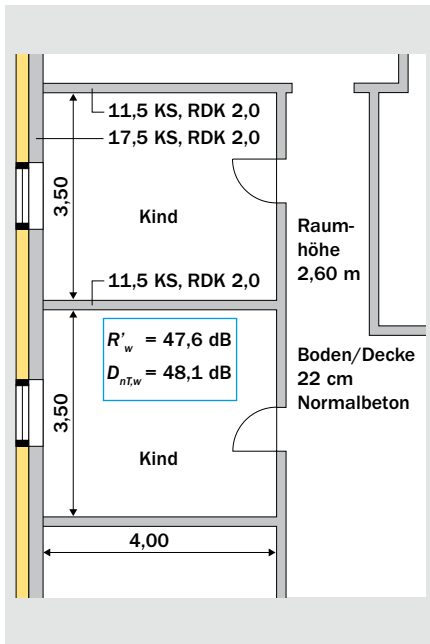 11,5 KS, RDK 2,0
17,5 KS, RDK 2,0
3,50
Kind
Raum-
höhe
2,60 m
11,5 KS, RDK 2,0
R'w = 47,6 dB
DnT,w = 48,1 dB
Boden/Decke
22 cm
Normalbeton
3,50
Kind
4,00